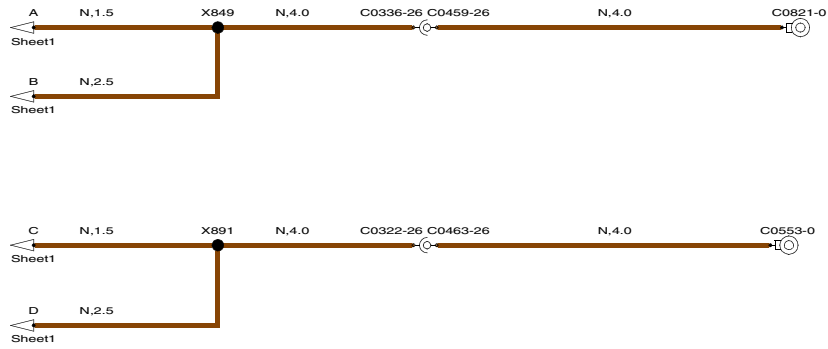 A N,1.5 X849 N,4.0 C0336-26 C0459-26 N,4.0 C0821-0
Sheet1
B N,2.5
Sheet1
C N,1.5 X891 N,4.0 C0322-26 C0463-26 N,4.0 C0553-0
Sheet1
D N,2.5
Sheet1